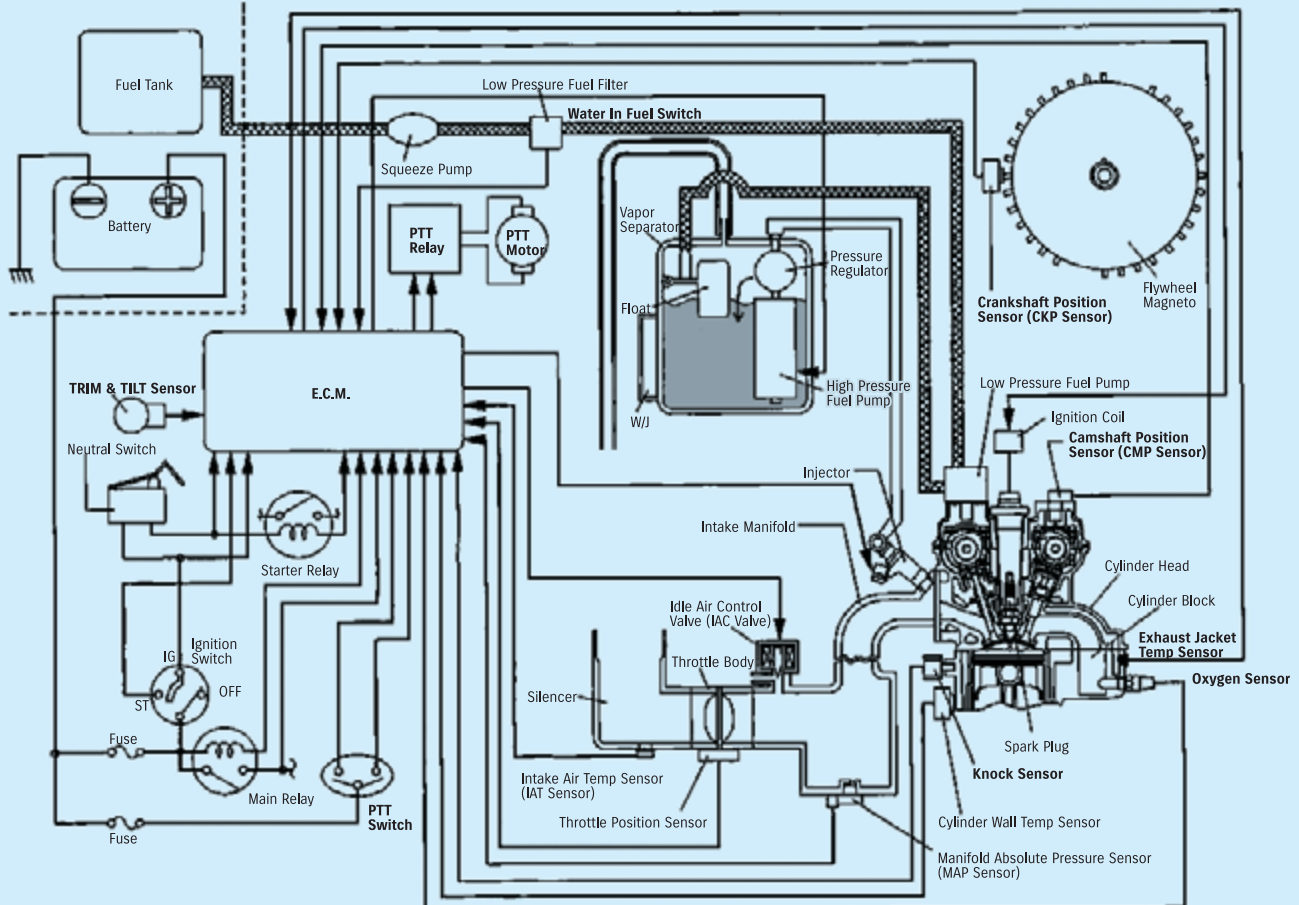 Fuel Tank
Low Pressure Fuel Filter
Water In Fuel Switch
Squeeze Pump
Battery
PTT
Relay
PTT
Motor
Vapor
Separator
Pressure
Regulator
Float
Flywheel
Magneto
Crankshaft Position
Sensor (CKP Sensor)
E.C.M.
TRIM & TILT Sensor
High Pressure
Fuel Pump
W/J
Low Pressure Fuel Pump
Ignition Coil
Camshaft Position
Sensor (CMP Sensor)
Neutral Switch
Injector
Intake Manifold
Starter Relay
Cylinder Head
Cylinder Block
Idle Air Control
Valve (IAC Valve)
Exhaust Jacket
Temp Sensor
Oxygen Sensor
IG
Ignition
Switch
OFF
ST
Throttle Body
Silencer
Fuse
Spark Plug
Knock Sensor
Main Relay
Intake Air Temp Sensor
(IAT Sensor)
PTT
Switch
Throttle Position Sensor
Cylinder Wall Temp Sensor
Fuse
Manifold Absolute Pressure Sensor
(MAP Sensor)